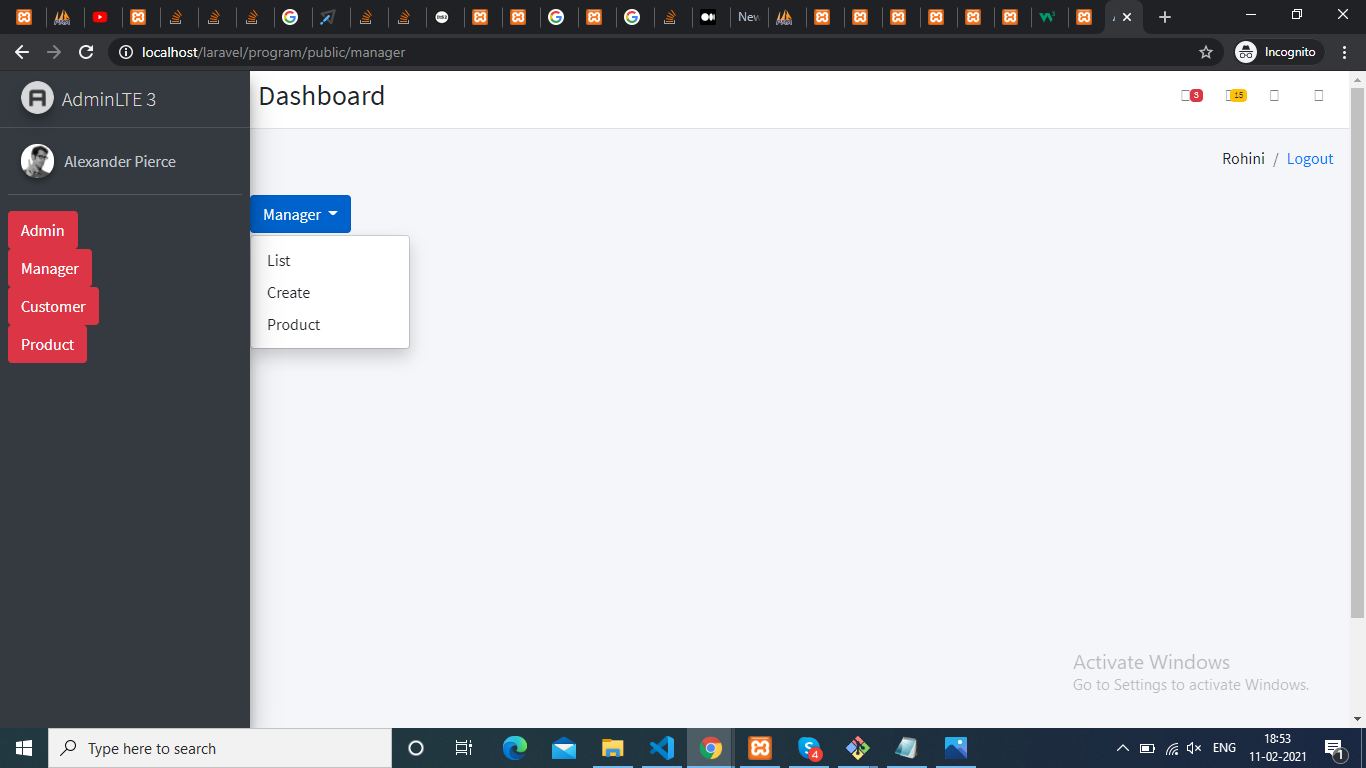 New
localhost/laravel/program/public/manager
Incognito
AdminLTE 3
Dashboard
3
15
Alexander Pierce
Rohini / Logout
Admin
Manager
Customer
Product
Manager
List
Create
Product
Activate Windows
Go to Settings to activate Windows.
Type here to search
4
ENG
18:53
11-02-2021
1